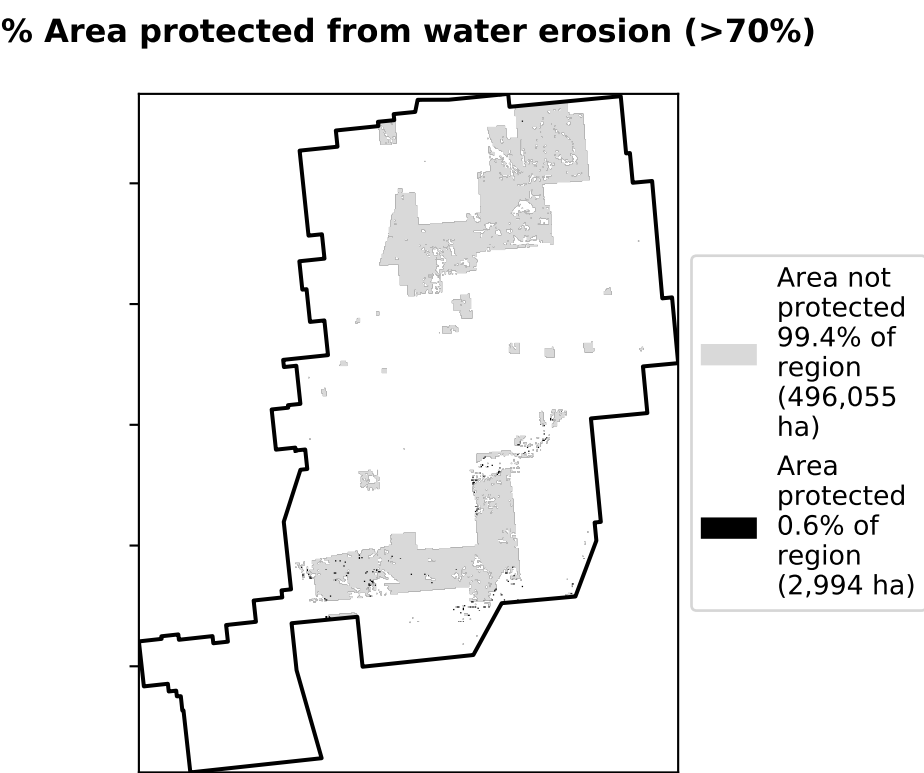 % Area protected from water erosion (>70%)
Area not
protected
99.4% of
region
(496,055
ha)
Area
protected
0.6% of
region
(2,994 ha)